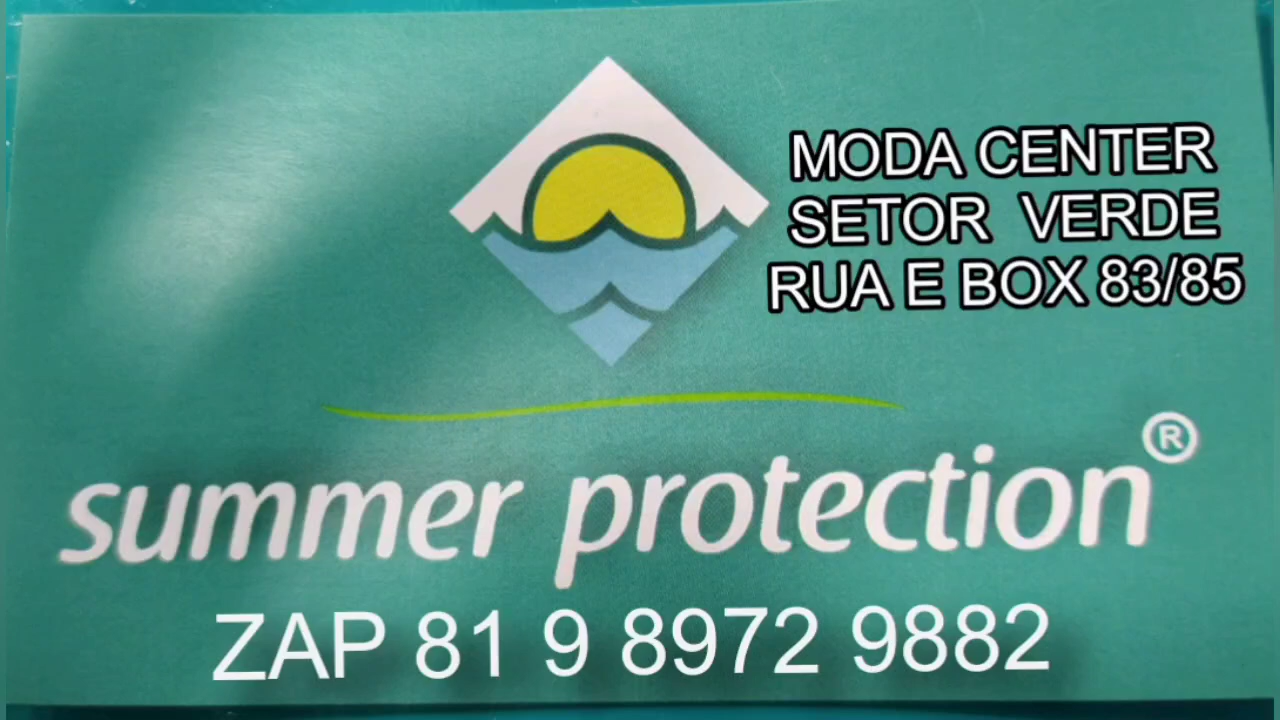 MODA CENTER
SETOR VERDE
RUA E BOX 83/85
summer protection®
ZAP 81 9 8972 9882